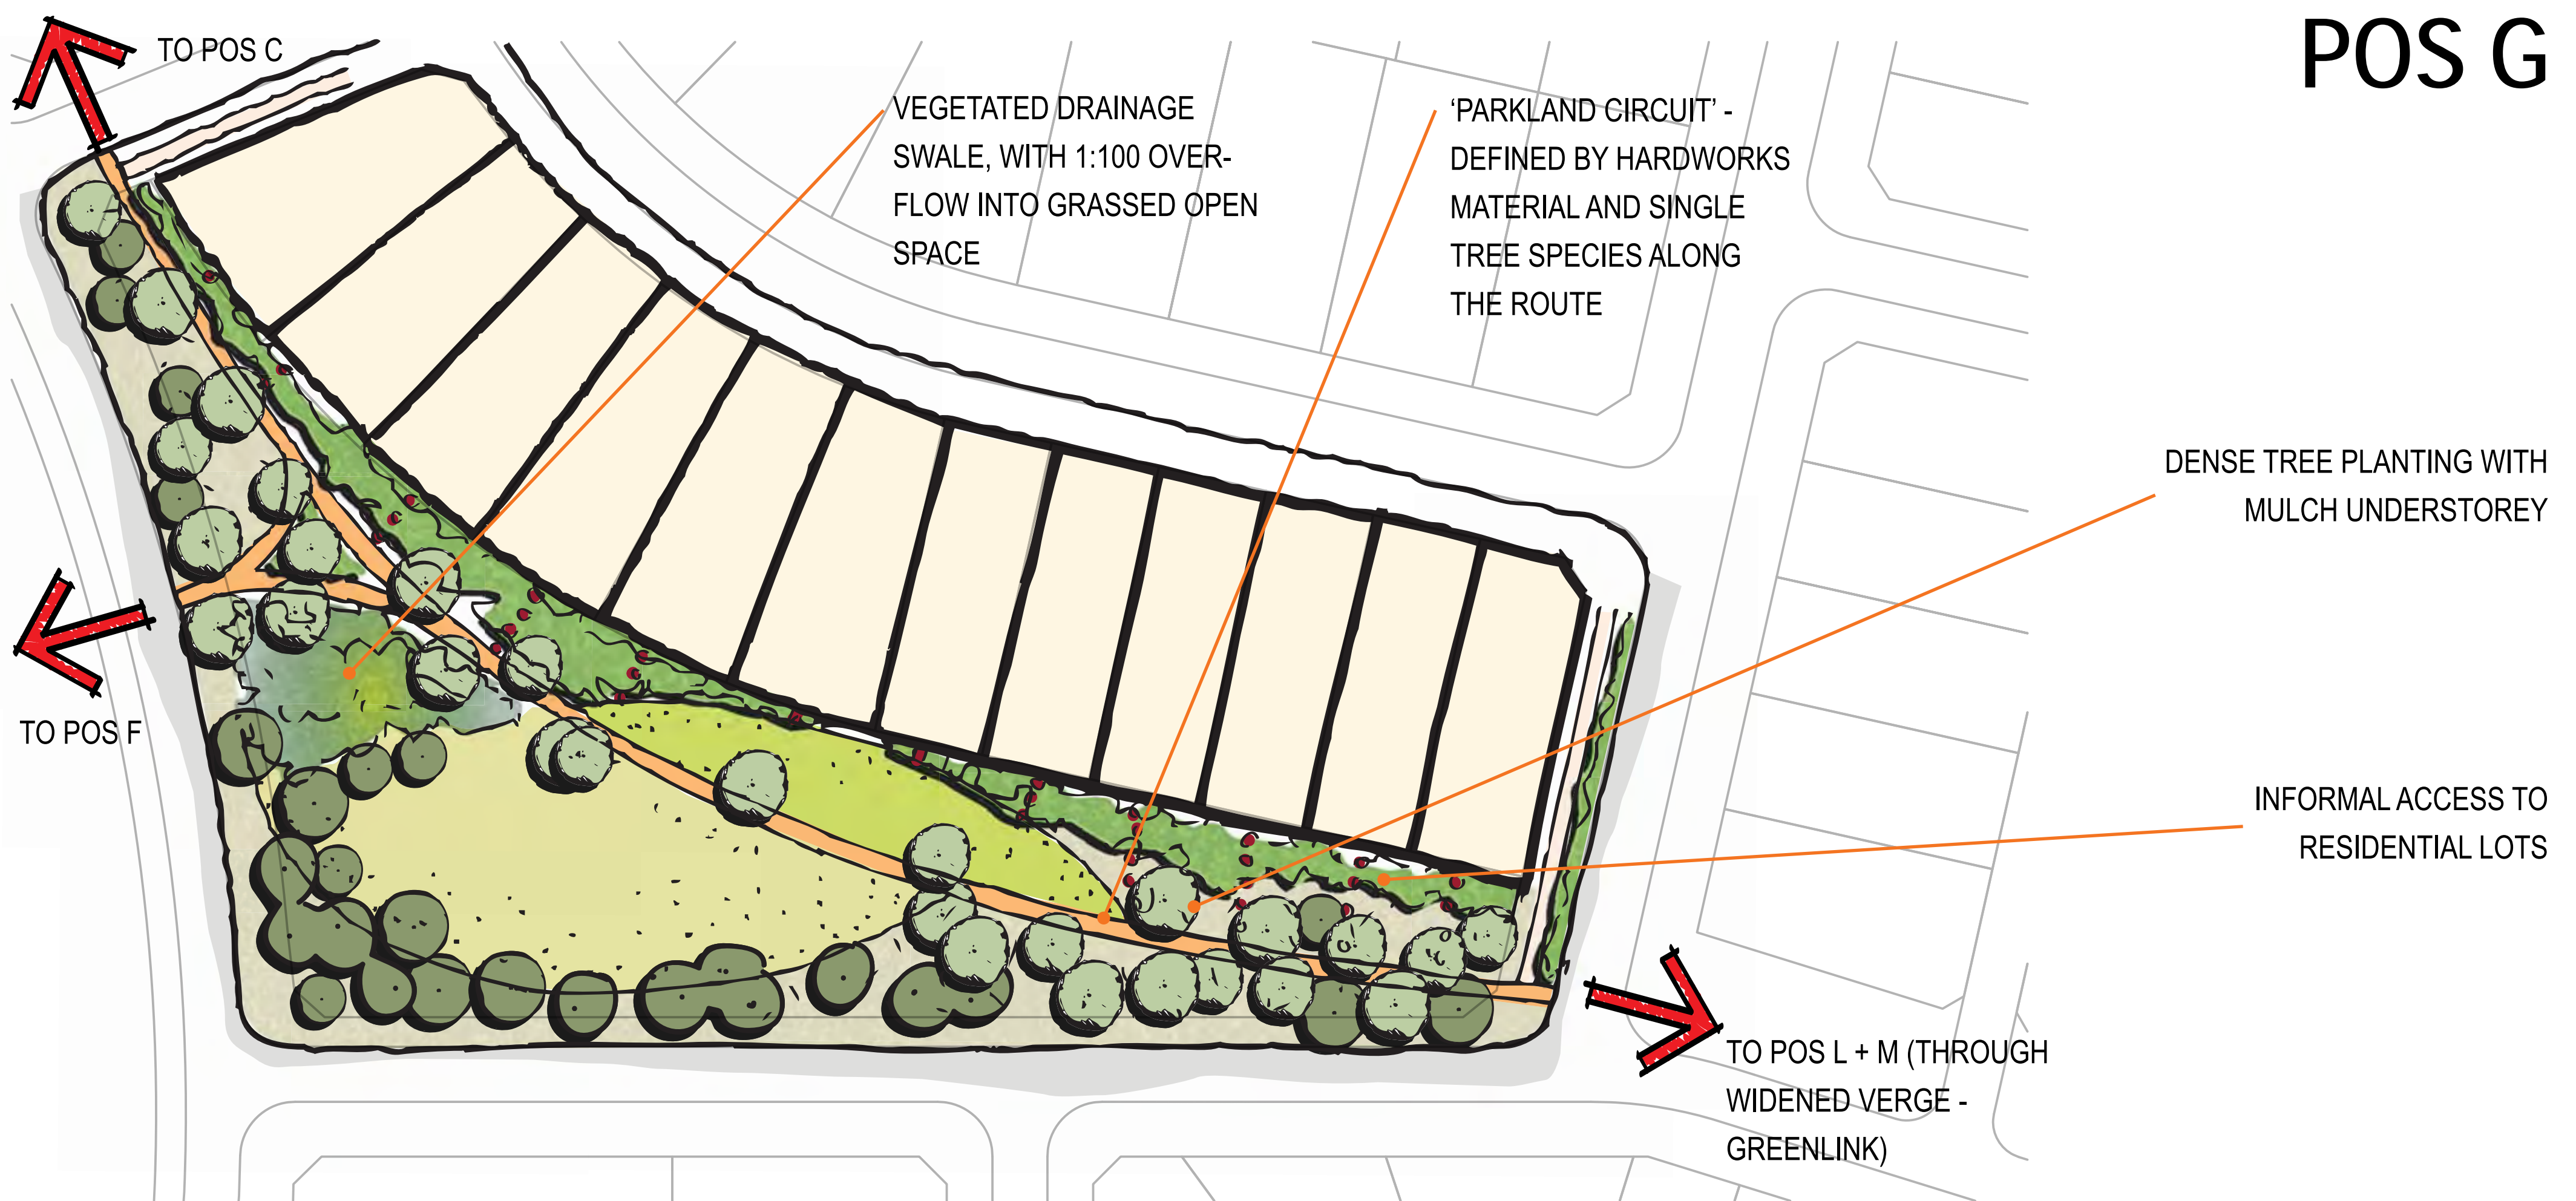 POS G
TO POS C
VEGETATED DRAINAGE
SWALE, WITH 1:100 OVER-
FLOW INTO GRASSED OPEN
SPACE
‘PARKLAND CIRCUIT’ -
DEFINED BY HARDWORKS
MATERIAL AND SINGLE
TREE SPECIES ALONG
THE ROUTE
DENSE TREE PLANTING WITH
MULCH UNDERSTOREY
TO POS F
INFORMAL ACCESS TO
RESIDENTIAL LOTS
TO POS L + M (THROUGH
WIDENED VERGE -
GREENLINK)